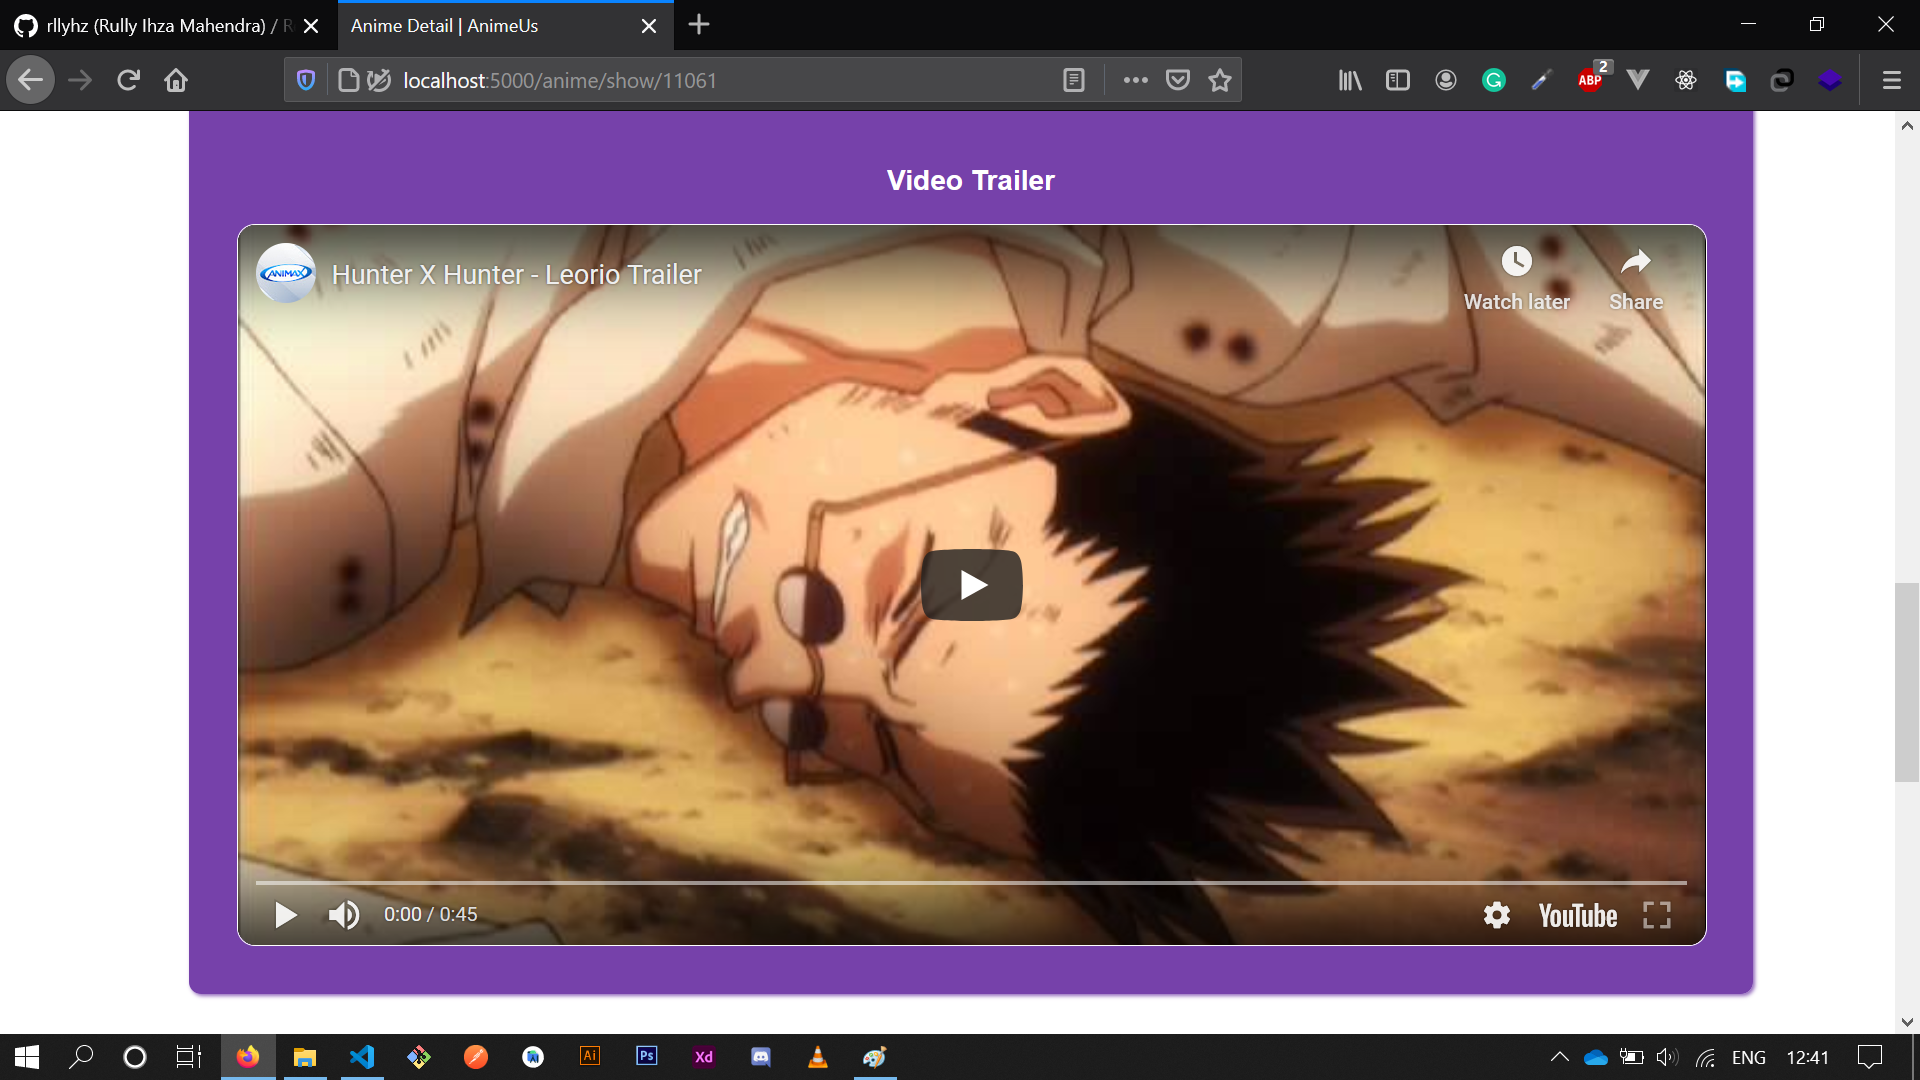 rllyhz (Rully Ihza Mahendra) / R
Anime Detail | AnimeUs
localhost:5000/anime/show/11061
ABP
2
Video Trailer
ANIMAX
Hunter X Hunter - Leorio Trailer
Watch later
Share
0:00 / 0:45
YouTube
Ai
Ps
Xd
ENG
12:41